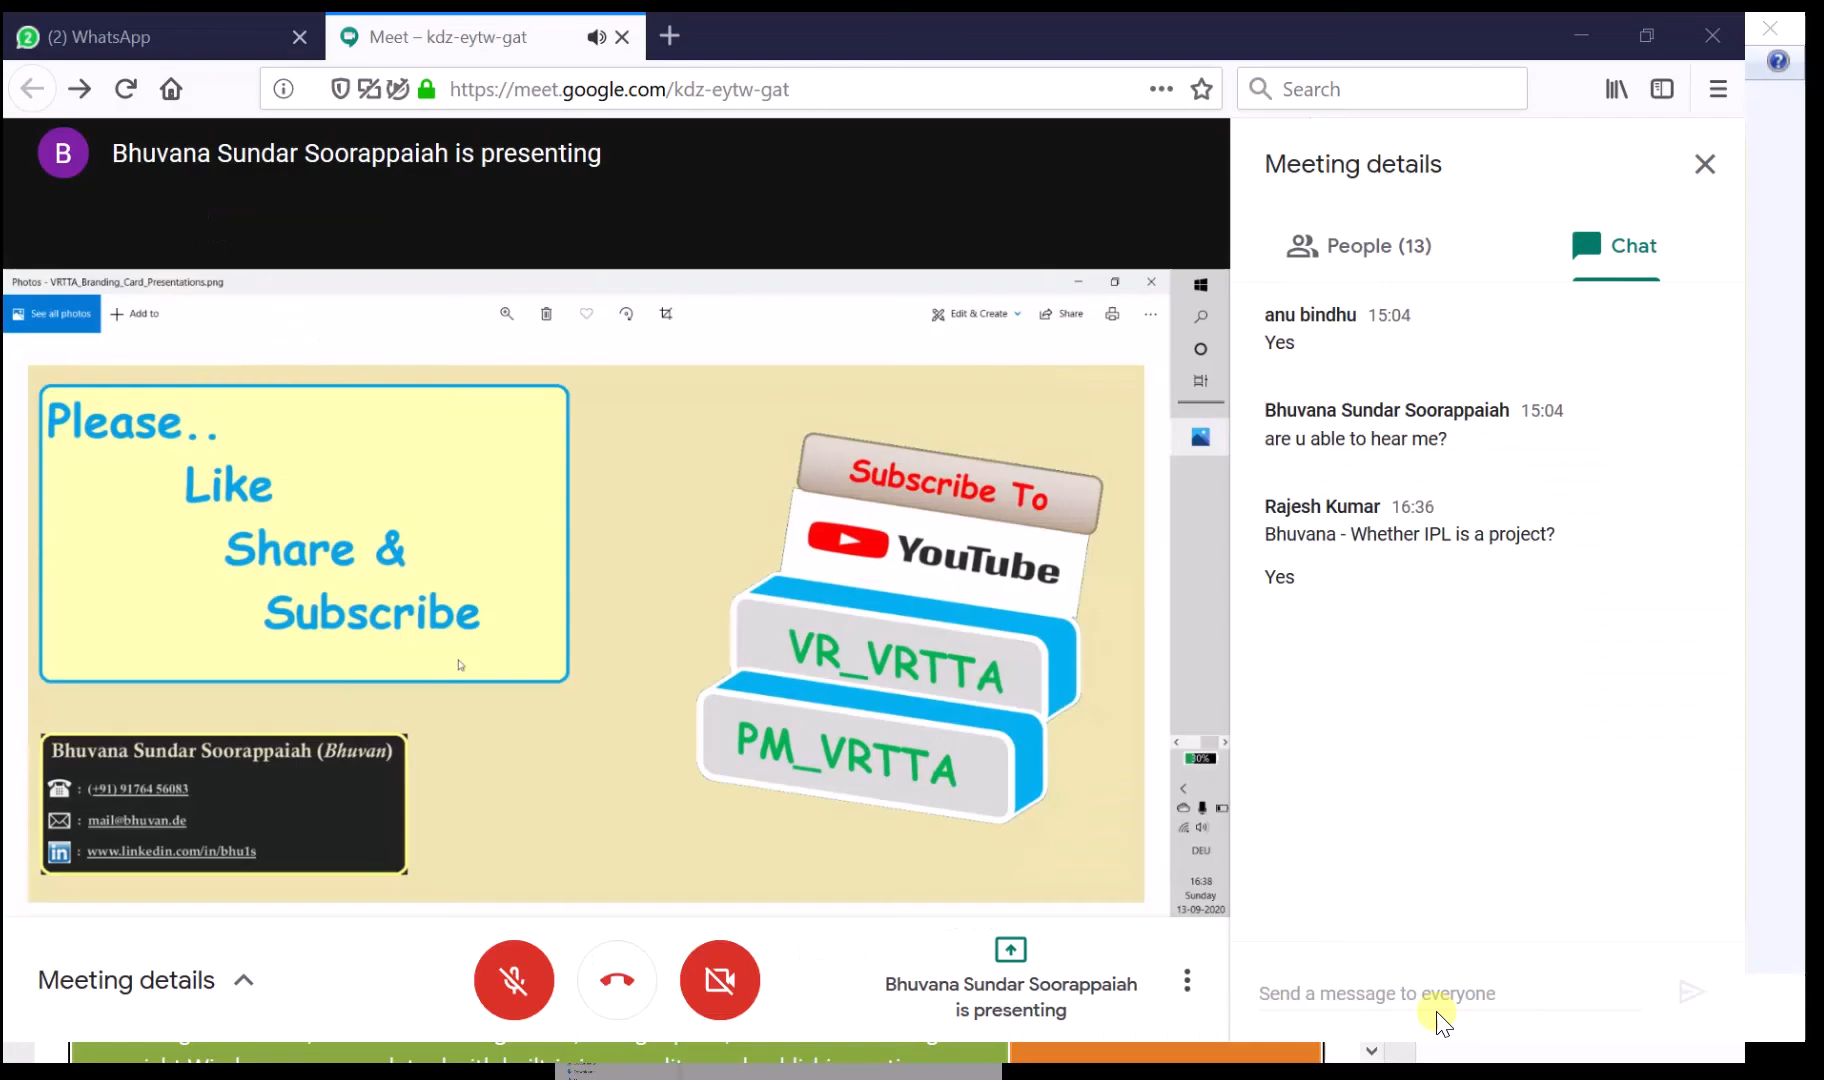 (2) WhatsApp
Meet – kdz-eytw-gat
https://meet.google.com/kdz-eytw-gat
Search
B
Bhuvana Sundar Soorappaiah is presenting
Photos - VRTTA_Branding_Card_Presentations.png
See all photos
Add to
Edit & Create
Share
Please..
Like
Share &
Subscribe
Subscribe To
YouTube
VR_VRTTA
PM_VRTTA
Bhuvana Sundar Soorappaiah (Bhuvan)
: (+91) 91764 56083
: mail@bhuvan.de
in : www.linkedin.com/in/bhu1s
30%
DEU
16:38
Sunday
13-09-2020
Meeting details
People (13)
Chat
anu bindhu 15:04
Yes
Bhuvana Sundar Soorappaiah 15:04
are u able to hear me?
Rajesh Kumar 16:36
Bhuvana - Whether IPL is a project?
Yes
Send a message to everyone
Meeting details
Bhuvana Sundar Soorappaiah
is presenting